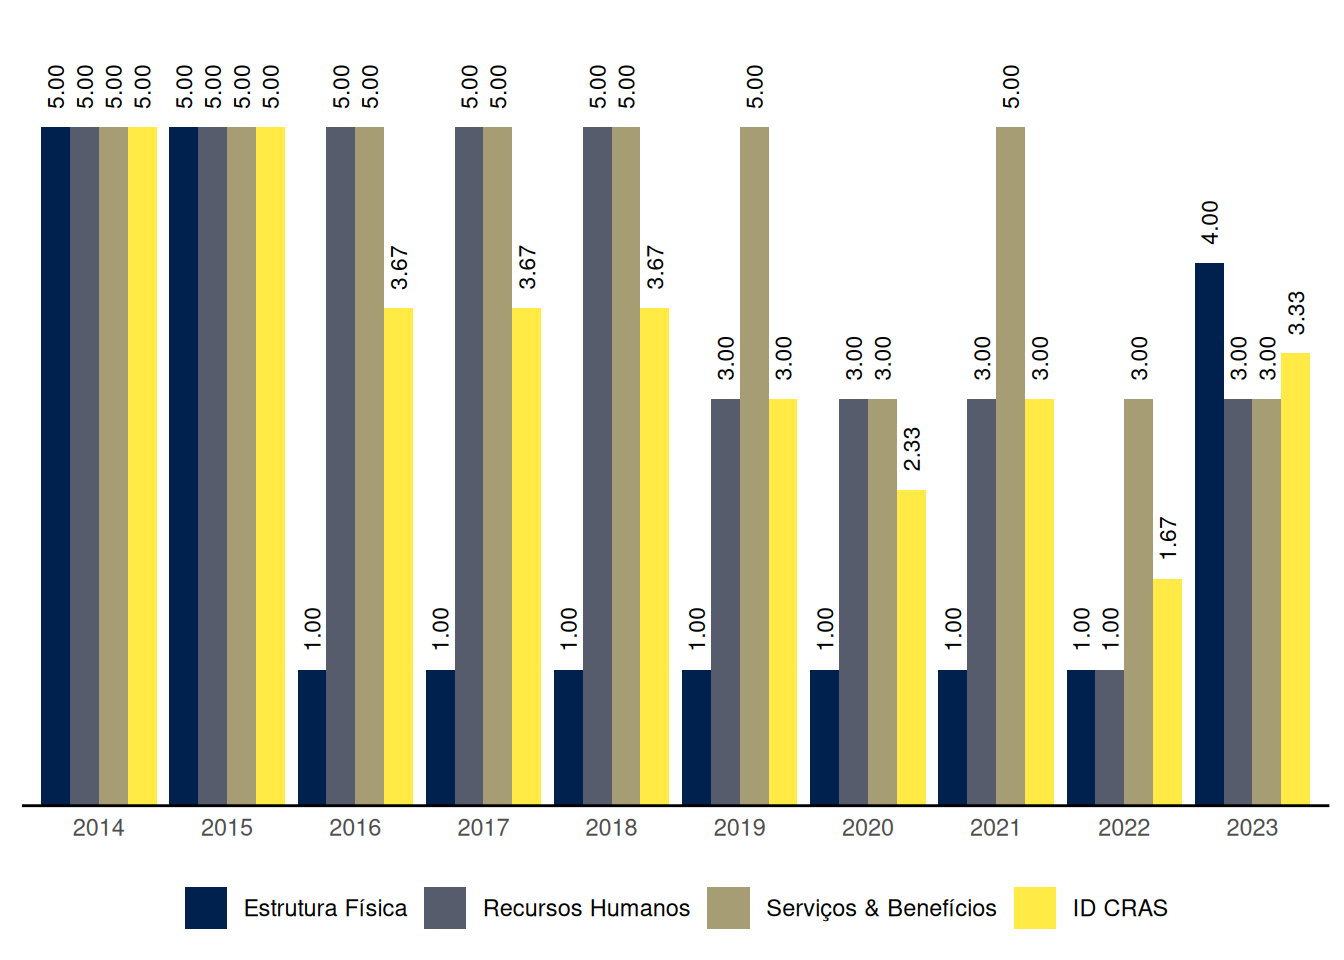 5.00 5.00 5.00 5.00 5.00 5.00 5.00 5.00 1.00 5.00 5.00 3.67 1.00 5.00 5.00 3.67 1.00 5.00 5.00 3.67 1.00 3.00 5.00 3.00 1.00 3.00 3.00 2.33 1.00 3.00 5.00 3.00 1.00 1.00 3.00 1.67 4.00 3.00 3.00 3.33
2014 2015 2016 2017 2018 2019 2020 2021 2022 2023
Estrutura Física Recursos Humanos Serviços & Benefícios ID CRAS